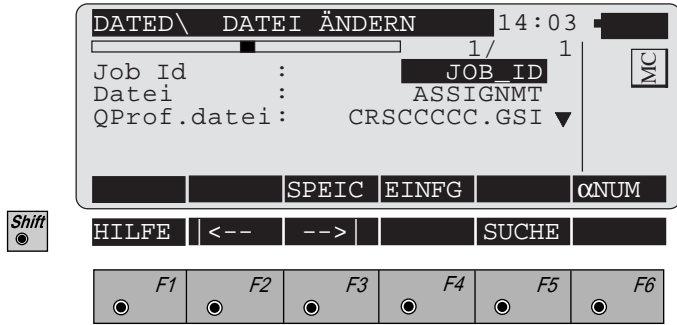 DATED\ DATEI ÄNDERN 14:03
1/ 1
MC
Job Id : JOB_ID
Datei : ASSIGNMT
QProf.datei: CRSCCCCC.GSI ▼
SPEIC EINFG αNUM
Shift
HILFE |<-- -->| SUCHE
F1 F2 F3 F4 F5 F6